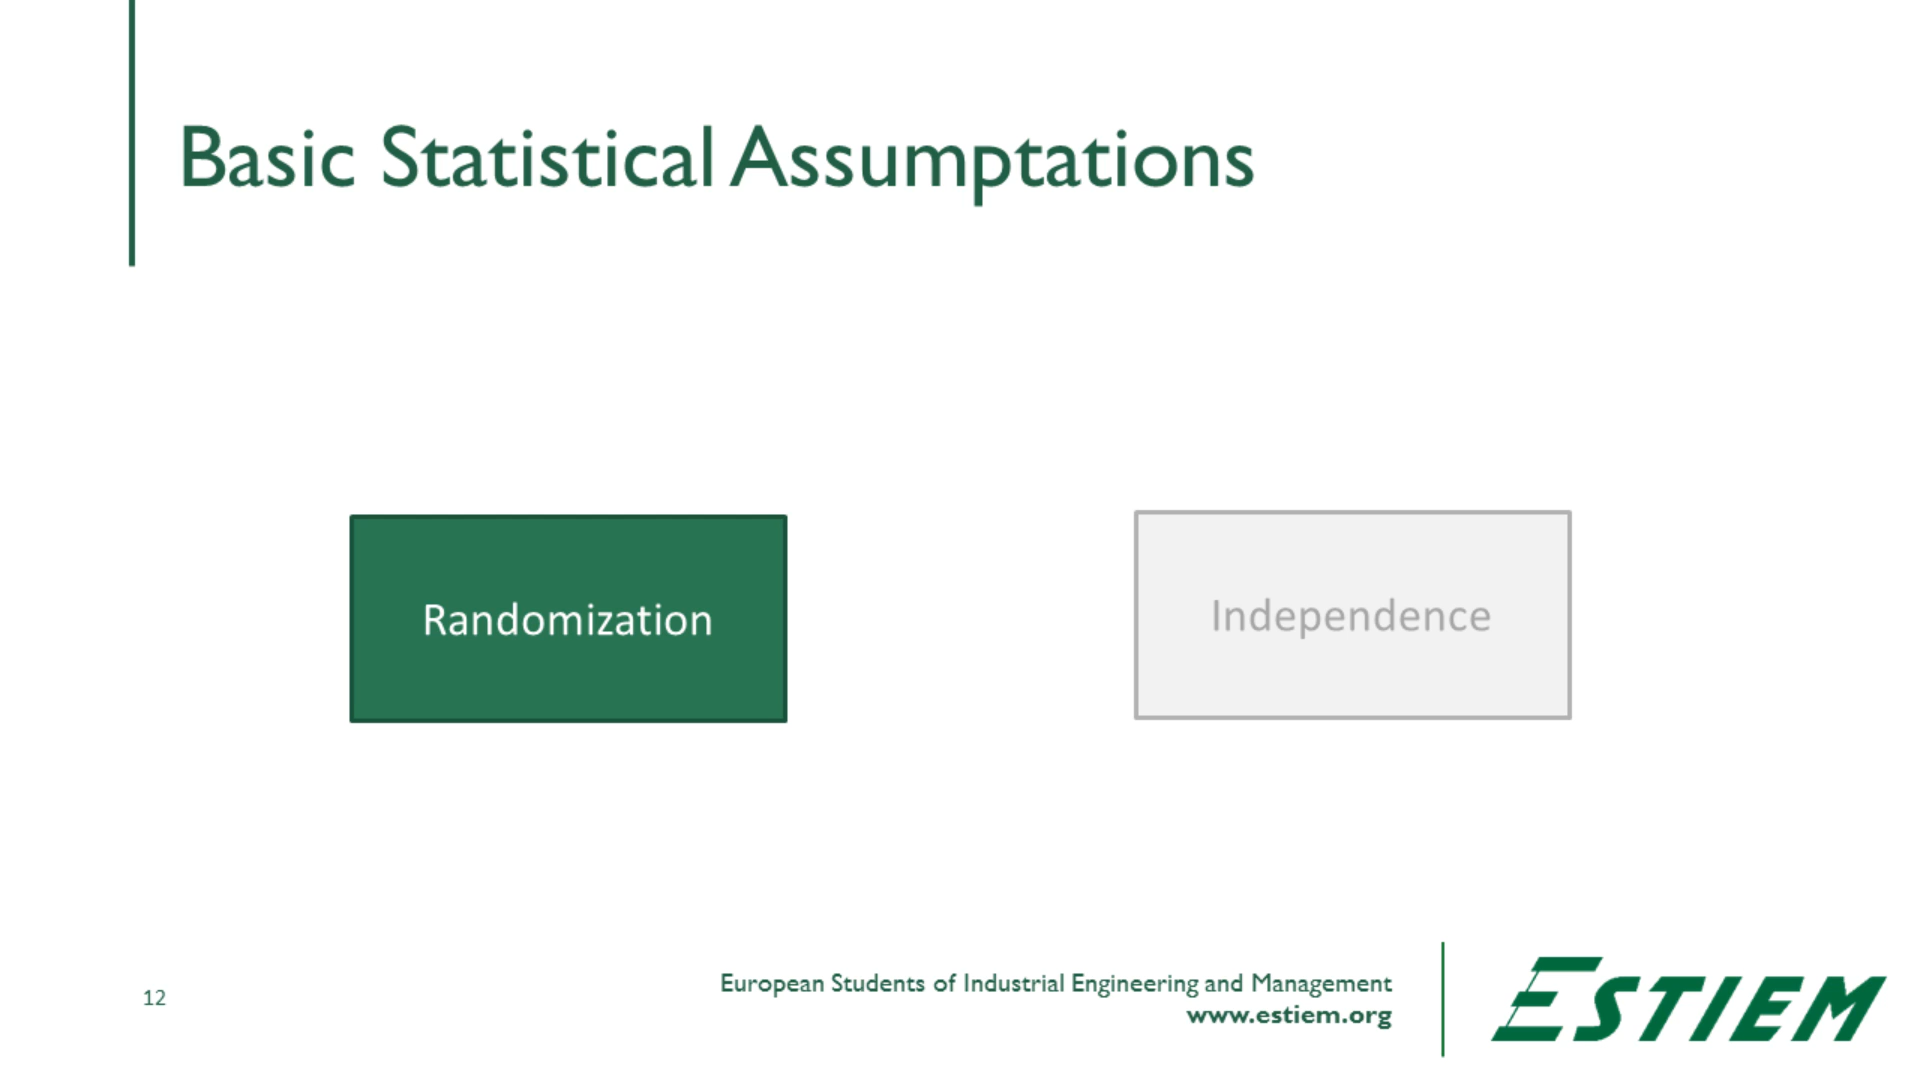 Basic Statistical Assumptations
Randomization
Independence
12
European Students of Industrial Engineering and Management
www.estiem.org
ESTIEM